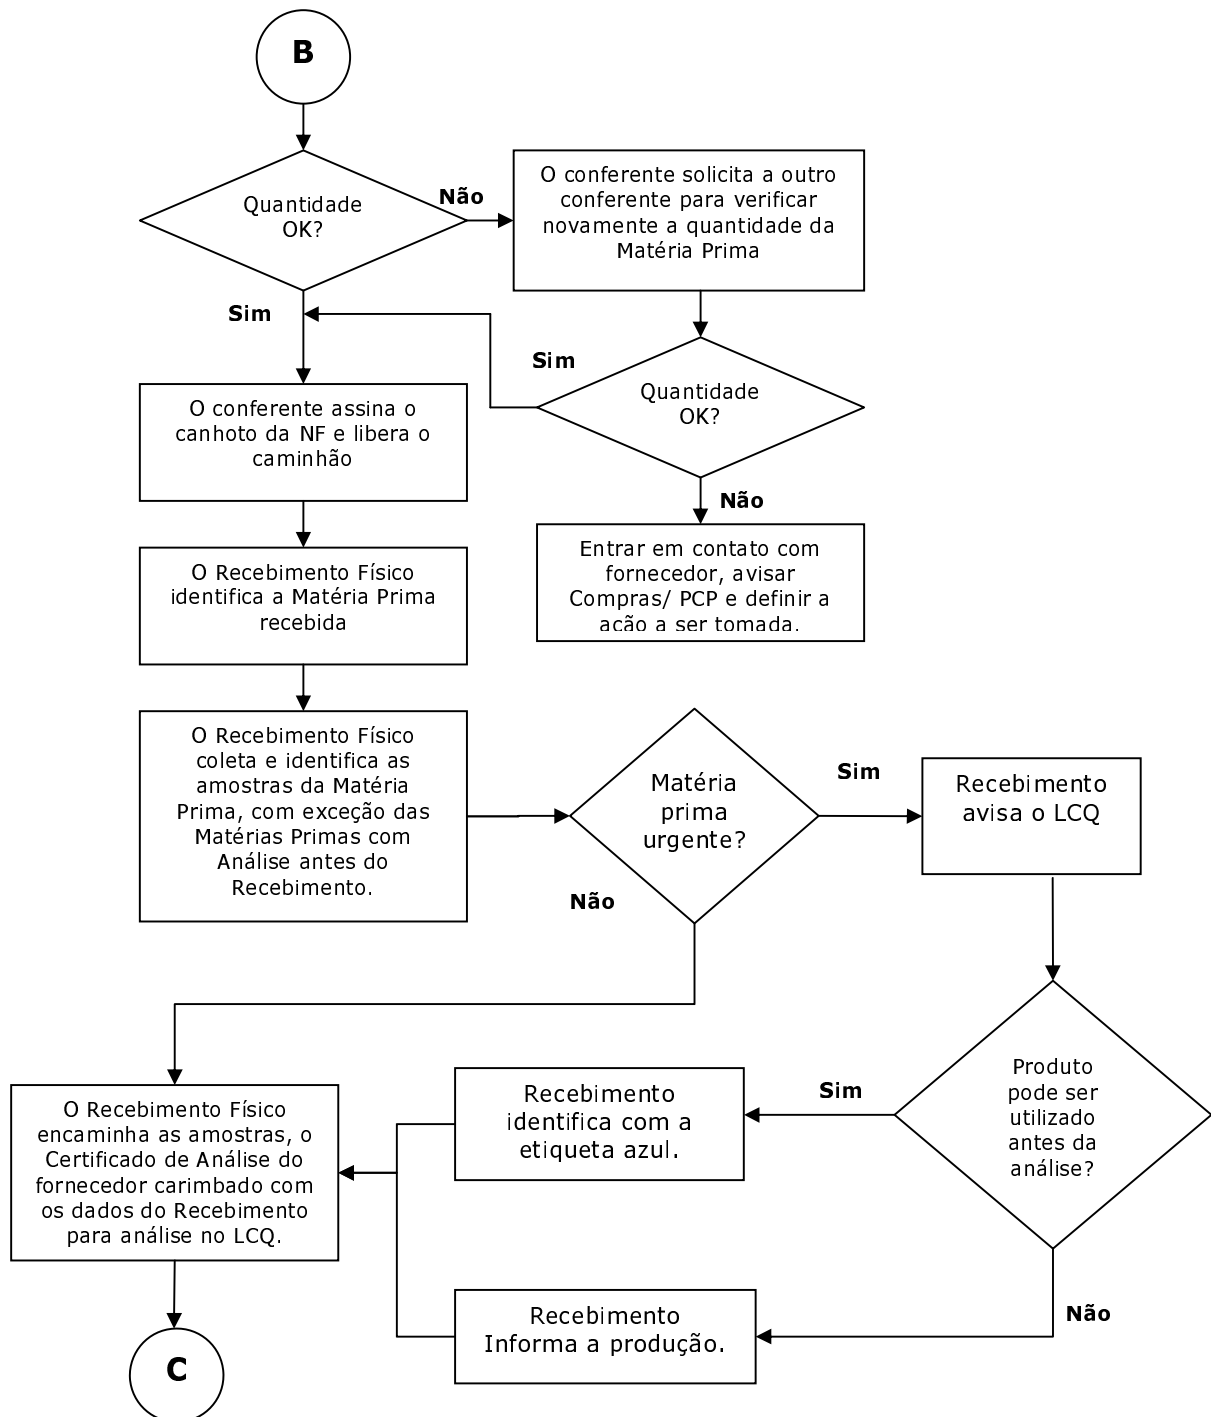 B
Quantidade
OK?
Não
O conferente solicita a outro
conferente para verificar
novamente a quantidade da
Matéria Prima
Sim
Sim
Quantidade
OK?
O conferente assina o
canhoto da NF e libera o
caminhão
Não
Entrar em contato com
fornecedor, avisar
Compras/ PCP e definir a
ação a ser tomada.
O Recebimento Físico
identifica a Matéria Prima
recebida
O Recebimento Físico
coleta e identifica as
amostras da Matéria
Prima, com exceção das
Matérias Primas com
Análise antes do
Recebimento.
Matéria
prima
urgente?
Sim
Recebimento
avisa o LCQ
Não
Produto
pode ser
utilizado
antes da
análise?
Sim
Recebimento
identifica com a
etiqueta azul.
O Recebimento Físico
encaminha as amostras, o
Certificado de Análise do
fornecedor carimbado com
os dados do Recebimento
para análise no LCQ.
Não
Recebimento
Informa a produção.
C